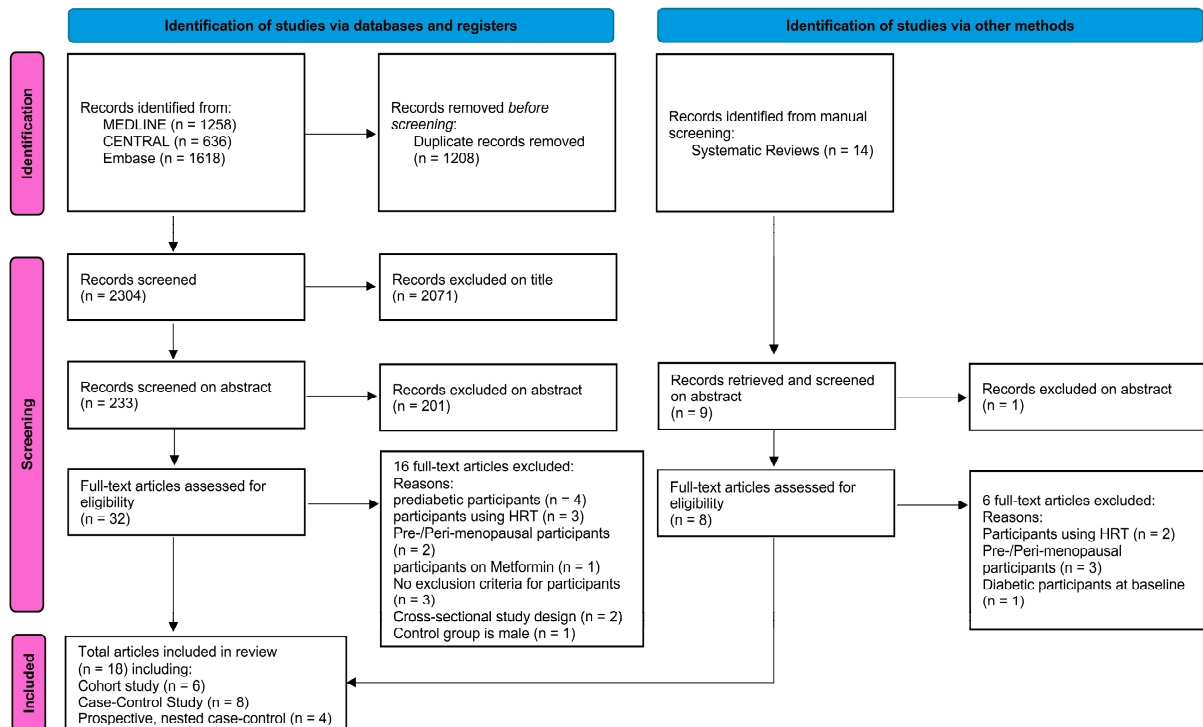 Identification of studies via databases and registers
Identification of studies via other methods
Identification
Records identified from:
MEDLINE (n = 1258)
CENTRAL (n = 636)
Embase (n = 1618)
Records removed before
screening:
Duplicate records removed
(n = 1208)
Records identified from manual
screening:
Systematic Reviews (n = 14)
Screening
Records screened
(n = 2304)
Records excluded on title
(n = 2071)
Records screened on abstract
(n = 233)
Records excluded on abstract
(n = 201)
Records retrieved and screened
on abstract
(n = 9)
Records excluded on abstract
(n = 1)
Full-text articles assessed for
eligibility
(n = 32)
16 full-text articles excluded:
Reasons:
prediabetic participants (n = 4)
participants using HRT (n = 3)
Pre-/Peri-menopausal participants
(n = 2)
participants on Metformin (n = 1)
No exclusion criteria for participants
(n = 3)
Cross-sectional study design (n = 2)
Control group is male (n = 1)
Full-text articles assessed for
eligibility
(n = 8)
6 full-text articles excluded:
Reasons:
Participants using HRT (n = 2)
Pre-/Peri-menopausal
participants (n = 3)
Diabetic participants at baseline
(n = 1)
Included
Total articles included in review
(n = 18) including:
Cohort study (n = 6)
Case-Control Study (n = 8)
Prospective, nested case-control (n = 4)